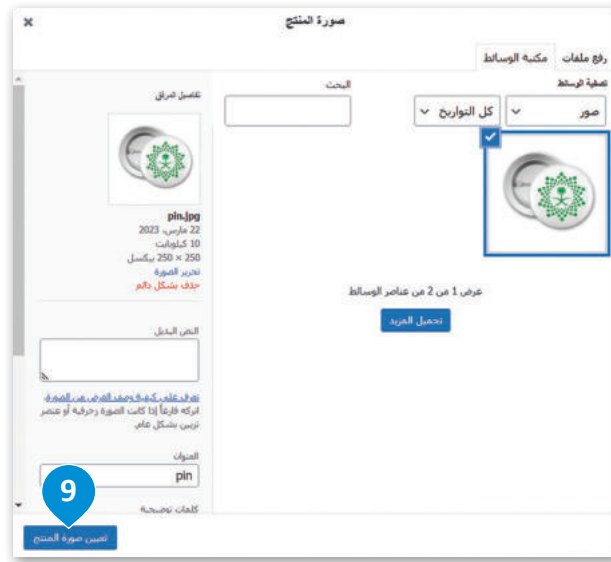 صورة المنتج
رفع ملفات
مكتبة الوسائط
تصفية الوسائط
صور
كل التواريخ
البحث
عرض 1 من 2 من عناصر الوسائط
تحميل المزيد
تفاصيل المرفق
pin.jpg
22 مارس، 2023
10 كيلوبايت
250 × 250 بيكسل
تحرير الصورة
حذف بشكل دائم
النص البديل
تعرف على كيفية وصف الغرض من الصورة.
اتركه فارغاً إذا كانت الصورة زخرفية أو عنصر
تزيين بشكل عام.
العنوان
pin
كلمات توضيحية
9
تعيين صورة المنتج